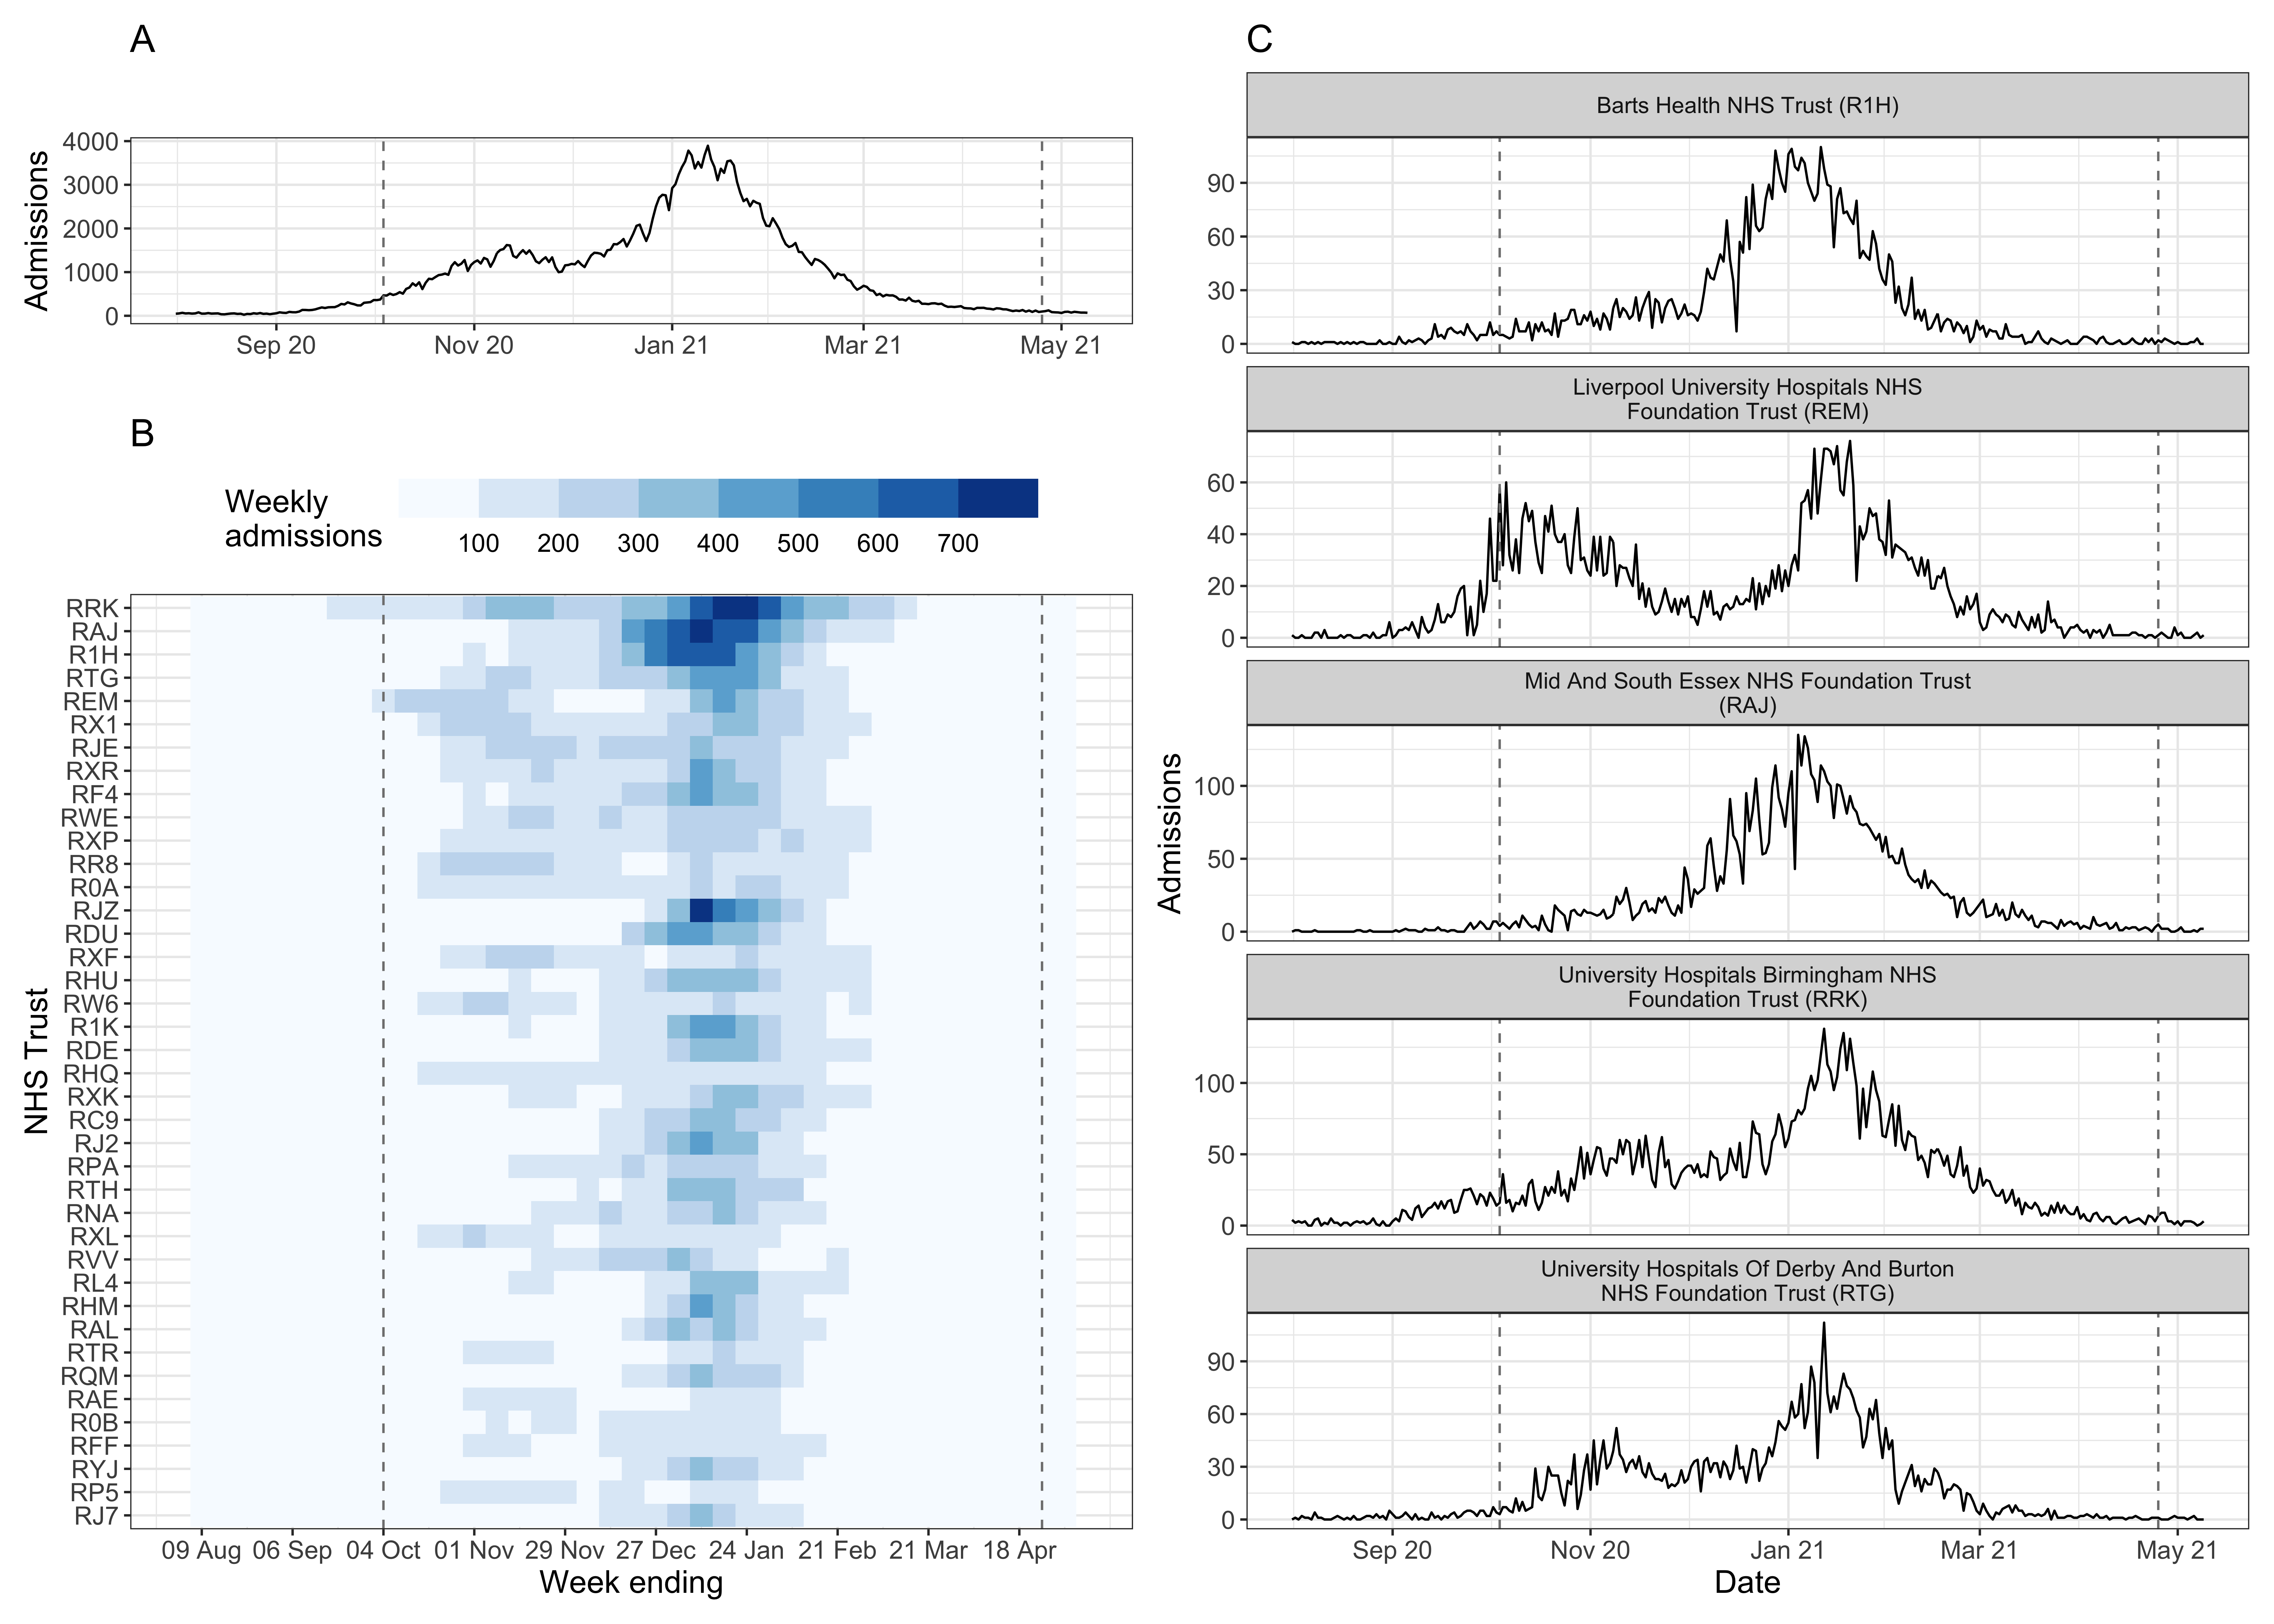 A
Admissions
4000
3000
2000
1000
0
Sep 20 Nov 20 Jan 21 Mar 21 May 21
B
Weekly
admissions
100 200 300 400 500 600 700
NHS Trust
RRK
RAJ
R1H
RTG
REM
RX1
RJE
RXR
RF4
RWE
RXP
RR8
R0A
RJZ
RDU
RXF
RHU
RW6
R1K
RDE
RHQ
RXK
RC9
RJ2
RPA
RTH
RNA
RXL
RVV
RL4
RHM
RAL
RTR
RQM
RAE
R0B
RFF
RYJ
RP5
RJ7
09 Aug 06 Sep 04 Oct 01 Nov 29 Nov 27 Dec 24 Jan 21 Feb 21 Mar 18 Apr
Week ending
C
Admissions
Barts Health NHS Trust (R1H)
90
60
30
0
Liverpool University Hospitals NHS
Foundation Trust (REM)
60
40
20
0
Mid And South Essex NHS Foundation Trust
(RAJ)
100
50
0
University Hospitals Birmingham NHS
Foundation Trust (RRK)
100
50
0
University Hospitals Of Derby And Burton
NHS Foundation Trust (RTG)
90
60
30
0
Sep 20 Nov 20 Jan 21 Mar 21 May 21
Date